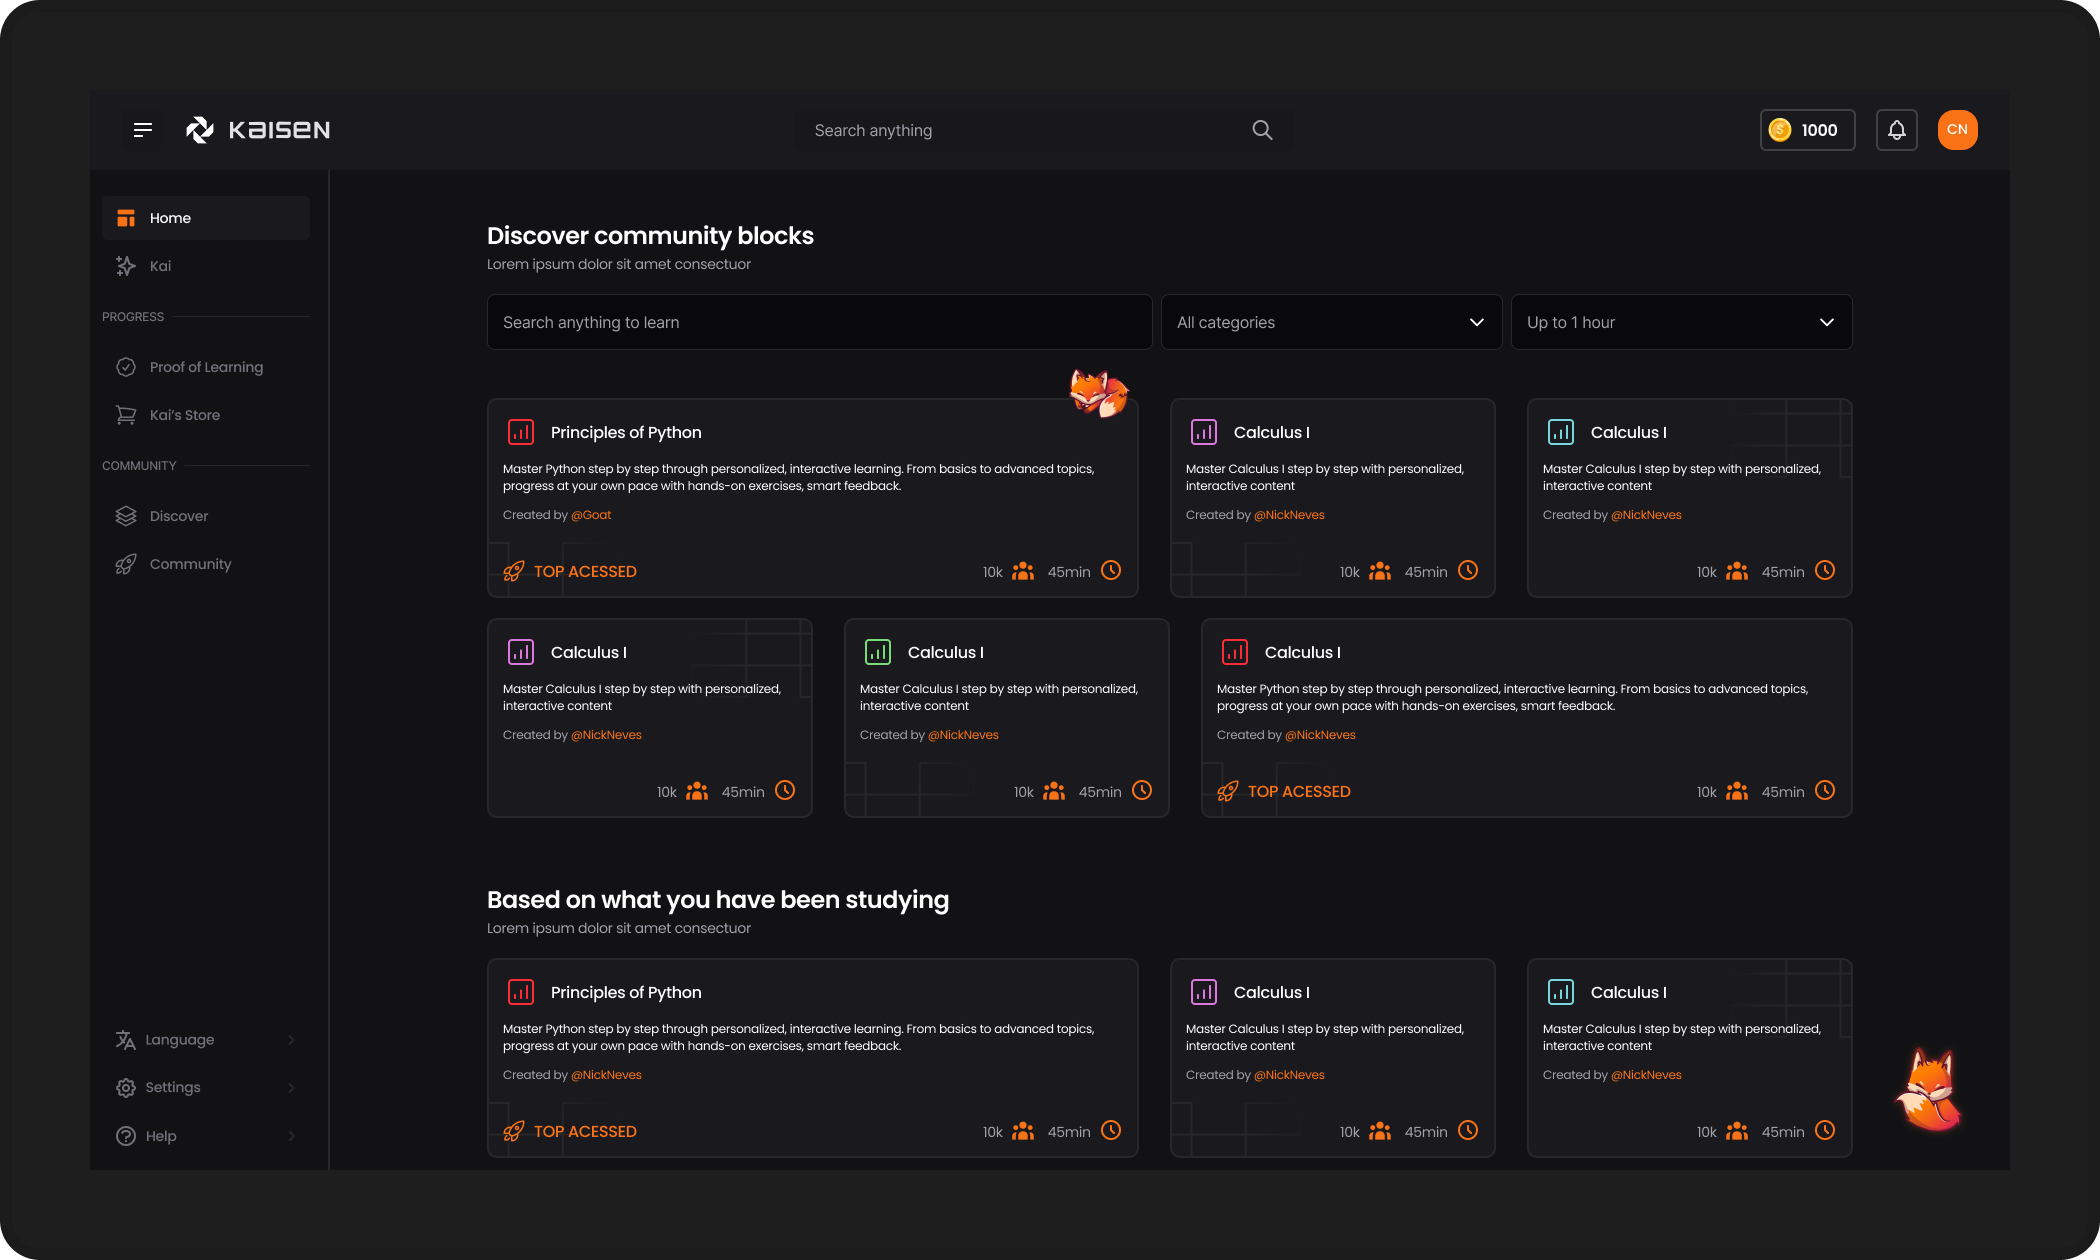 KAISEN
Search anything
1000
CN
Home
Kai
PROGRESS
Proof of Learning
Kai's Store
COMMUNITY
Discover
Community
Language
Settings
Help
Discover community blocks
Lorem ipsum dolor sit amet consectuor
Search anything to learn
All categories
Up to 1 hour
Principles of Python
Master Python step by step through personalized, interactive learning. From basics to advanced topics,
progress at your own pace with hands-on exercises, smart feedback.
Created by @Goat
TOP ACESSED
10k
45min
Calculus I
Master Calculus I step by step with personalized,
interactive content
Created by @NickNeves
10k
45min
Calculus I
Master Calculus I step by step with personalized,
interactive content
Created by @NickNeves
10k
45min
Calculus I
Master Calculus I step by step with personalized,
interactive content
Created by @NickNeves
10k
45min
Calculus I
Master Calculus I step by step with personalized,
interactive content
Created by @NickNeves
10k
45min
Calculus I
Master Python step by step through personalized, interactive learning. From basics to advanced topics,
progress at your own pace with hands-on exercises, smart feedback.
Created by @NickNeves
TOP ACESSED
10k
45min
Based on what you have been studying
Lorem ipsum dolor sit amet consectuor
Principles of Python
Master Python step by step through personalized, interactive learning. From basics to advanced topics,
progress at your own pace with hands-on exercises, smart feedback.
Created by @NickNeves
TOP ACESSED
10k
45min
Calculus I
Master Calculus I step by step with personalized,
interactive content
Created by @NickNeves
10k
45min
Calculus I
Master Calculus I step by step with personalized,
interactive content
Created by @NickNeves
10k
45min